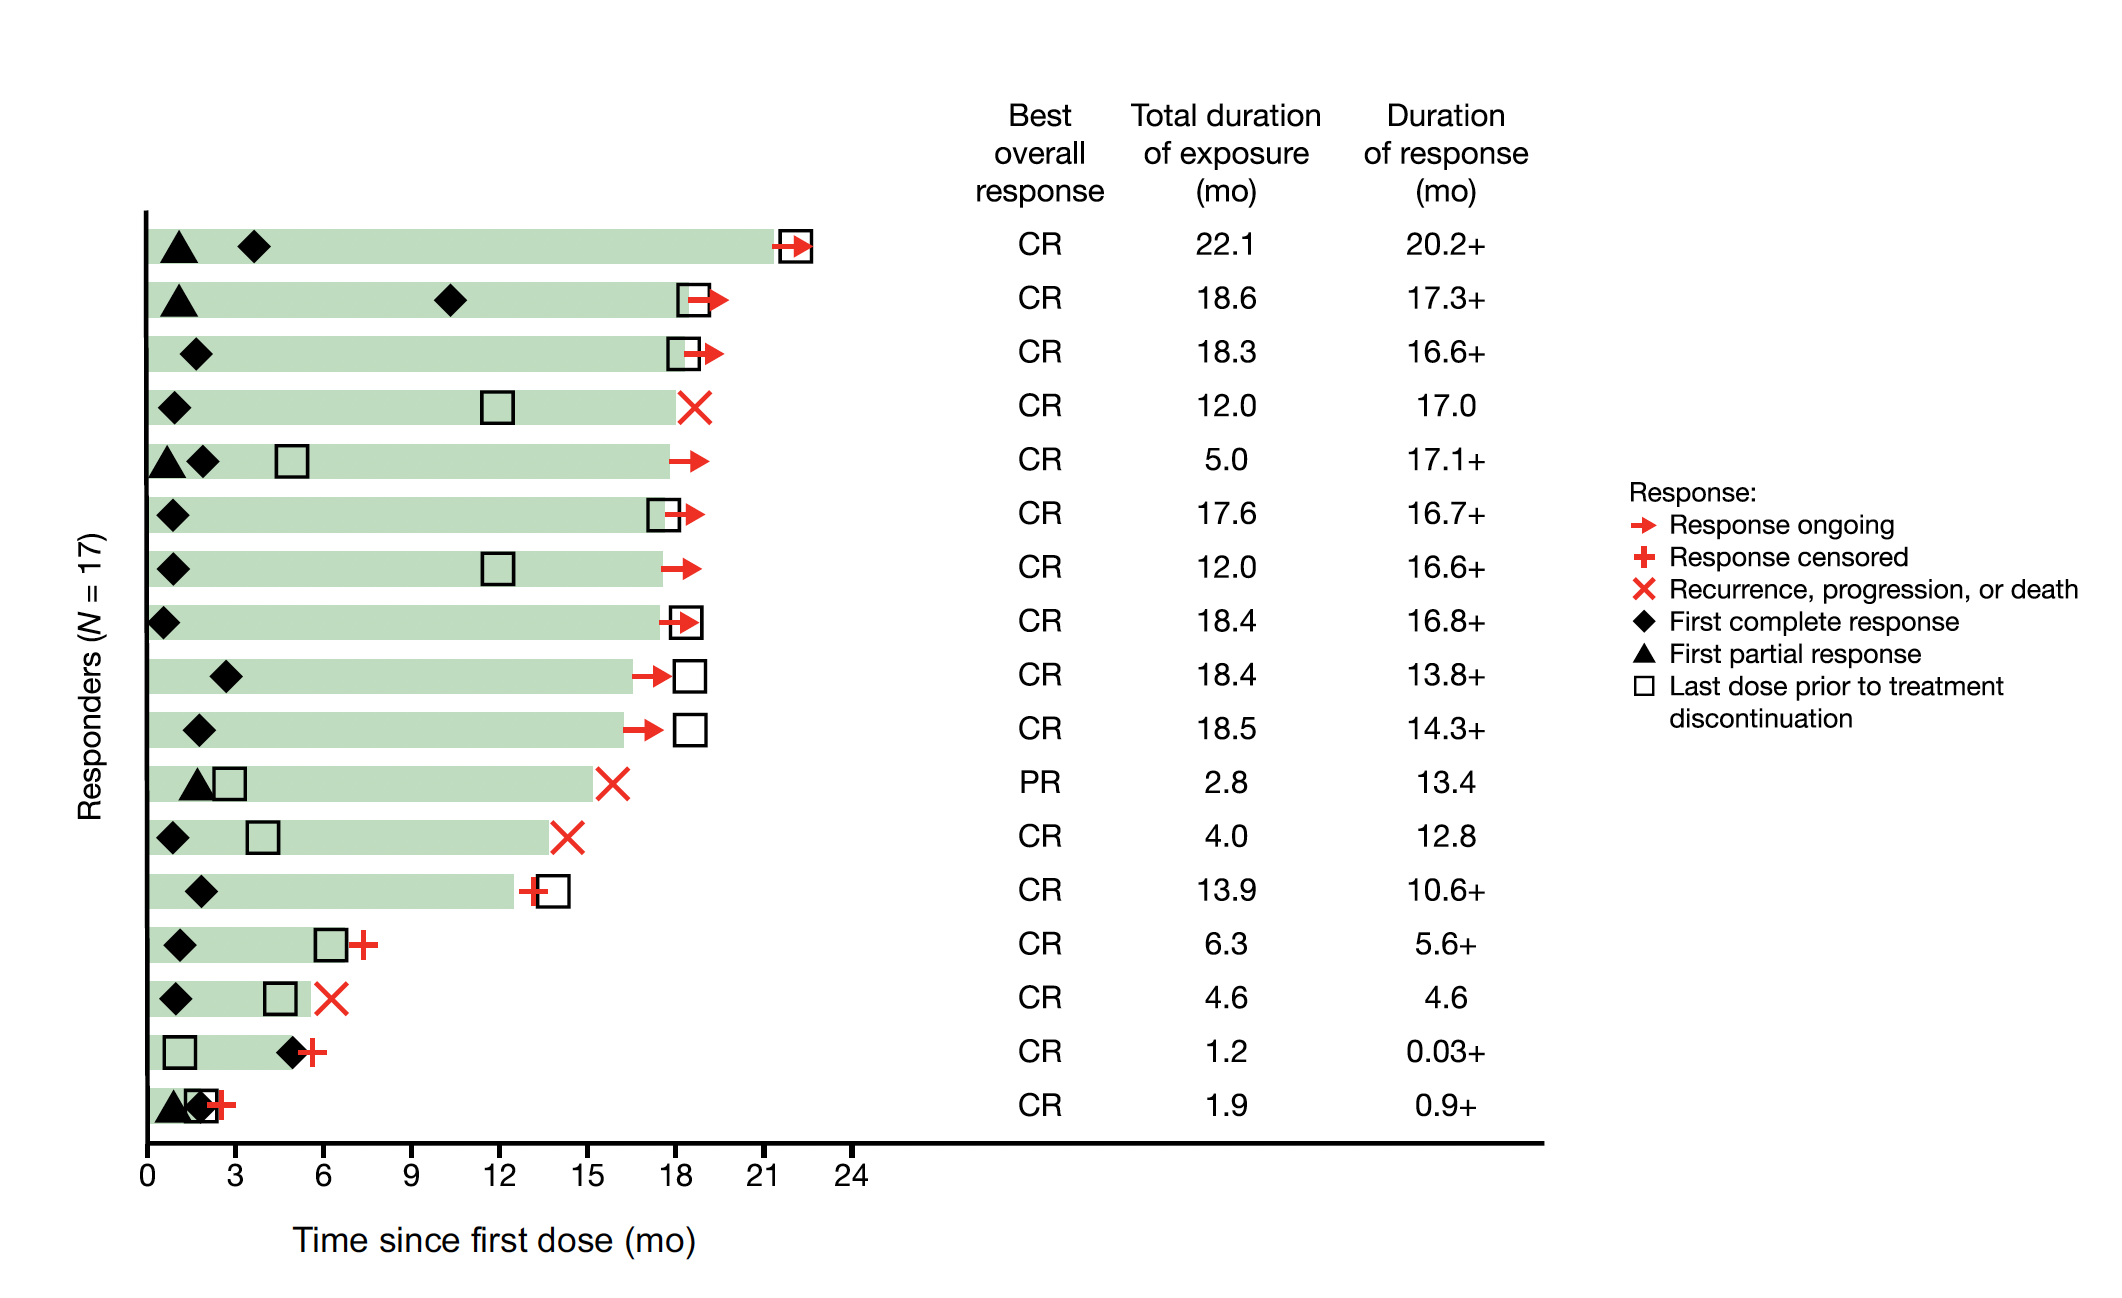 Best Total duration Duration
overall of exposure of response
response (mo) (mo)
CR 22.1 20.2+
CR 18.6 17.3+
CR 18.3 16.6+
CR 12.0 17.0
CR 5.0 17.1+
CR 17.6 16.7+
CR 12.0 16.6+
CR 18.4 16.8+
CR 18.4 13.8+
CR 18.5 14.3+
PR 2.8 13.4
CR 4.0 12.8
CR 13.9 10.6+
CR 6.3 5.6+
CR 4.6 4.6
CR 1.2 0.03+
CR 1.9 0.9+
Responders (N = 17)
0 3 6 9 12 15 18 21 24
Time since first dose (mo)
Response:
Response ongoing
Response censored
Recurrence, progression, or death
First complete response
First partial response
Last dose prior to treatment
discontinuation